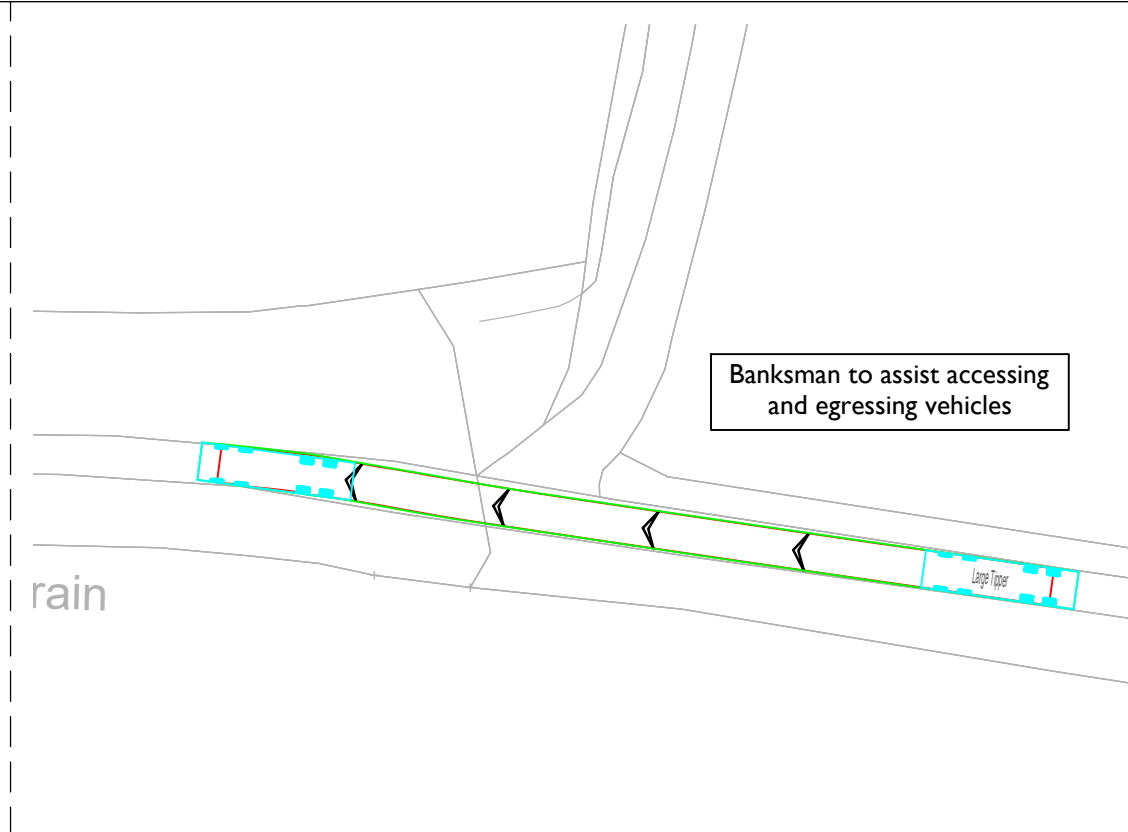 Banksman to assist accessing
and egressing vehicles
Large Tipper
rain